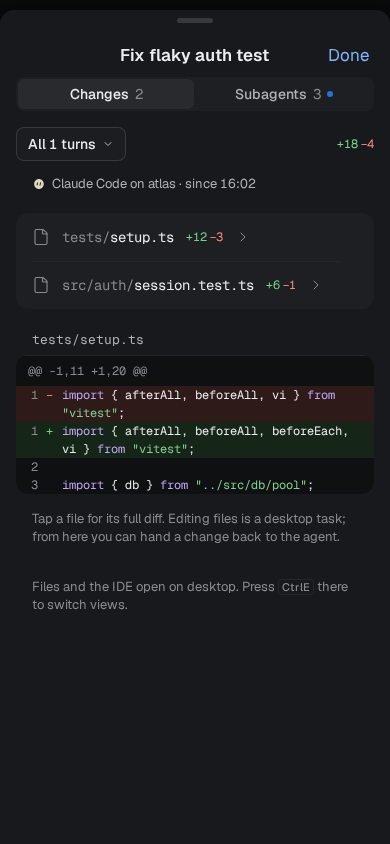 Fix flaky auth test
Done
Changes 2
Subagents 3
All 1 turns
+18 −4
Claude Code on atlas · since 16:02
tests/setup.ts +12 −3
src/auth/session.test.ts +6 −1
tests/setup.ts
@@ -1,11 +1,20 @@
1 − import { afterAll, beforeAll, vi } from
"vitest";
1 + import { afterAll, beforeAll, beforeEach,
vi } from "vitest";
2
3 import { db } from "../src/db/pool";
Tap a file for its full diff. Editing files is a desktop task;
from here you can hand a change back to the agent.
Files and the IDE open on desktop. Press CtrlE there
to switch views.